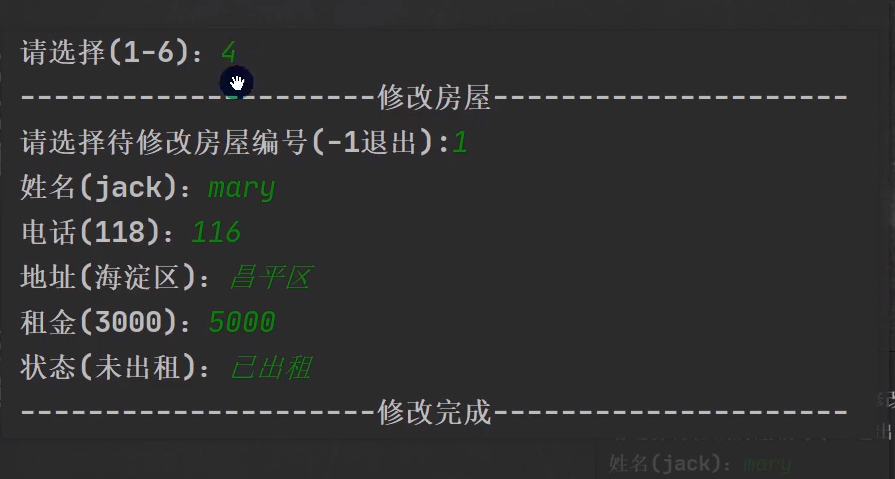 请选择(1-6)：4
---------------------修改房屋---------------------
请选择待修改房屋编号(-1退出):1
姓名(jack)：mary
电话(118)：116
地址(海淀区)：昌平区
租金(3000)：5000
状态(未出租)：已出租
---------------------修改完成---------------------
姓名(jack)：mary